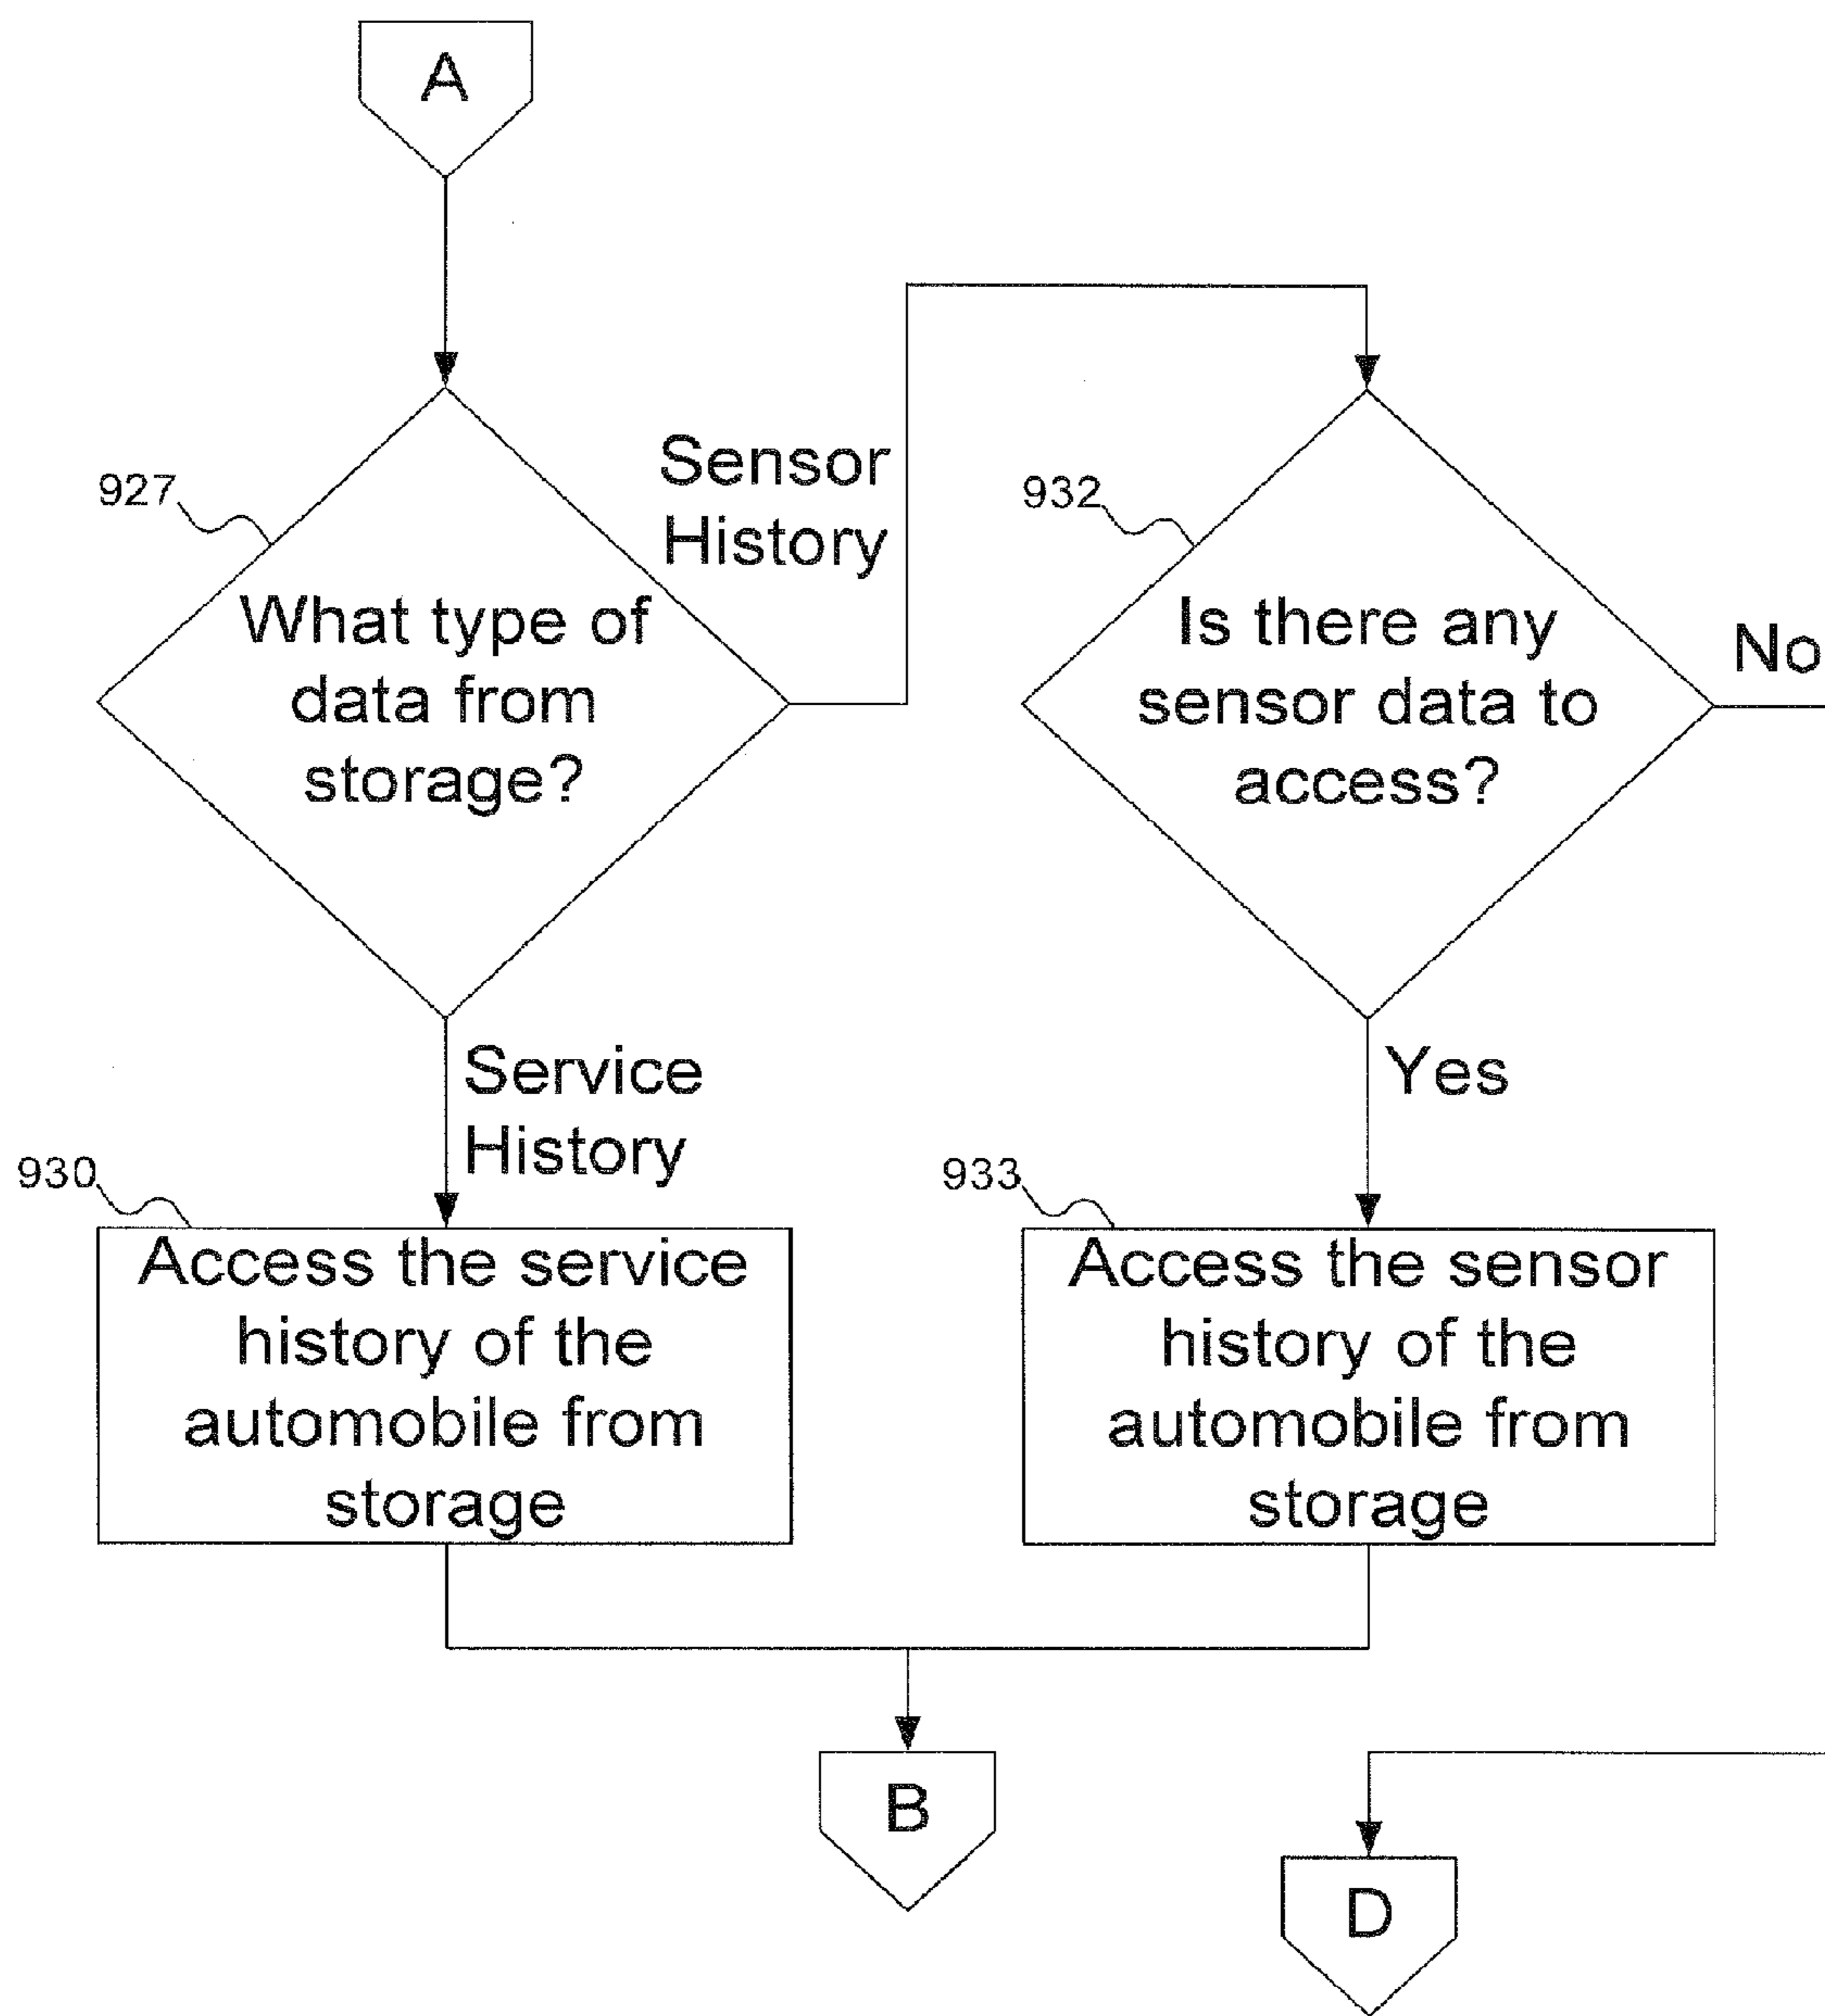 A
Sensor
History
927
932
What type of
data from
storage?
Is there any
sensor data to
access?
No
Service
History
Yes
930
933
Access the service
history of the
automobile from
storage
Access the sensor
history of the
automobile from
storage
B
D